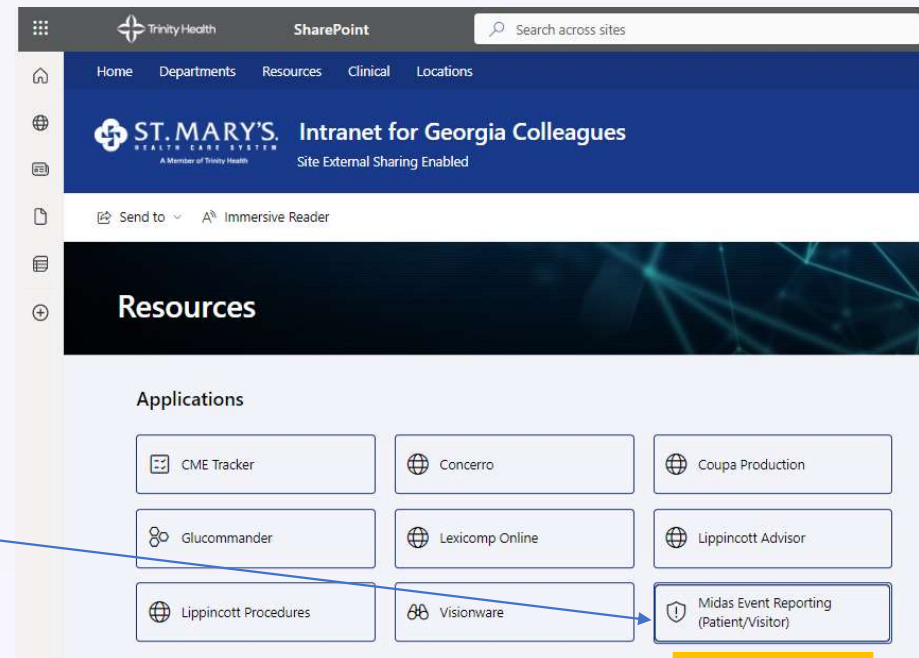 Trinity Health SharePoint Search across sites
Home Departments Resources Clinical Locations
ST. MARY'S. Intranet for Georgia Colleagues
HEALTH CARE SYSTEM
A Member of Trinity Health Site External Sharing Enabled
Send to Immersive Reader
Resources
Applications
CME Tracker Concerro Coupa Production
Glucommander Lexicomp Online Lippincott Advisor
Lippincott Procedures Visionware Midas Event Reporting
(Patient/Visitor)